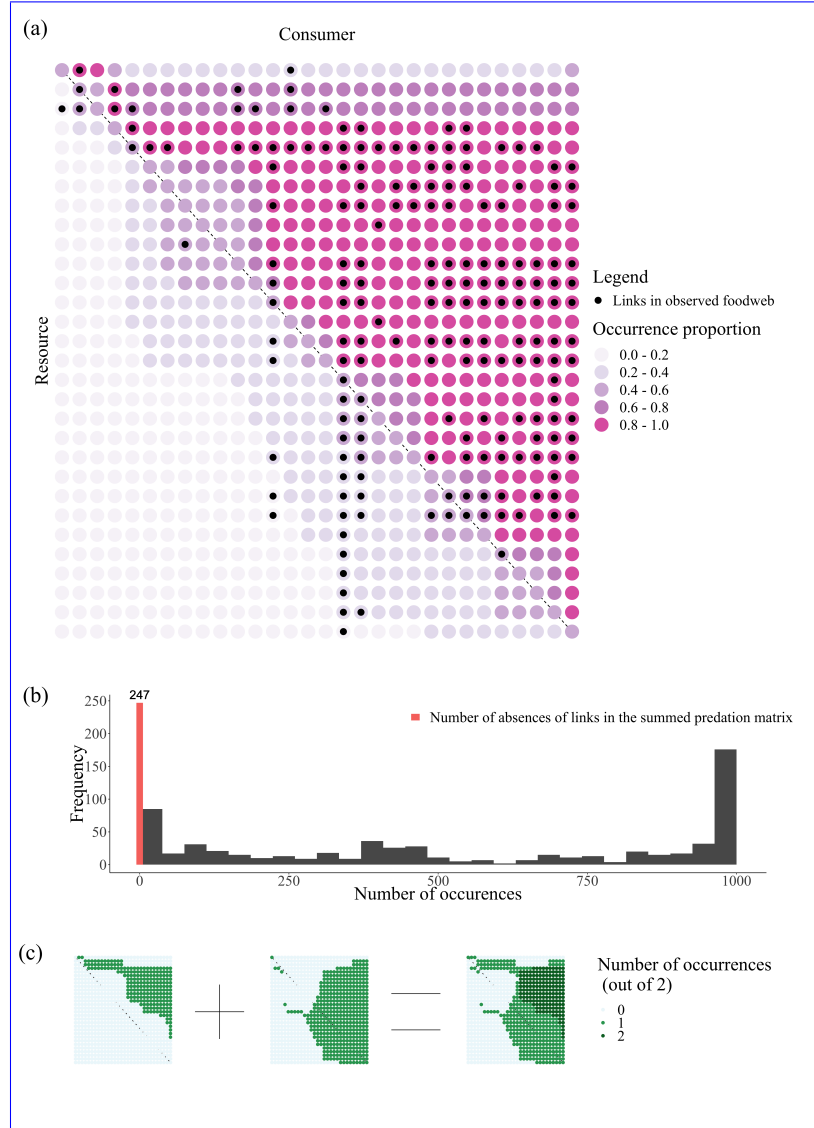 (a)
Consumer
Resource
Legend
Links in observed foodweb
Occurrence proportion
0.0 - 0.2
0.2 - 0.4
0.4 - 0.6
0.6 - 0.8
0.8 - 1.0
(b)
247
250
200
150
100
50
0
Frequency
Number of absences of links in the summed predation matrix
0
250
500
750
1000
Number of occurences
(c)
Number of occurrences
(out of 2)
0
1
2